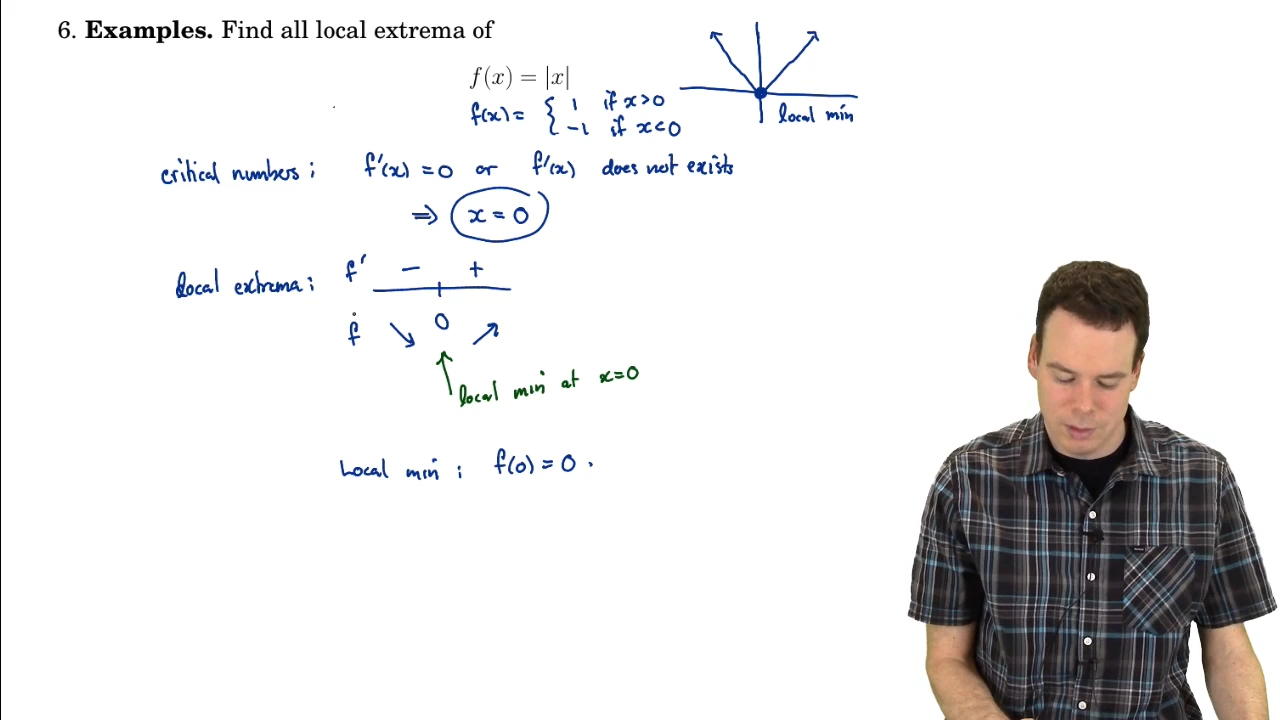 6. Examples. Find all local extrema of
f(x) = |x|
f(x) = { 1 if x>0
-1 if x<0
local min
critical numbers: f'(x) = 0 or f'(x) does not exists
⇒ x = 0
local extrema: f' - +
f ↘ 0 ↗
local min at x=0
Local min: f(0) = 0.